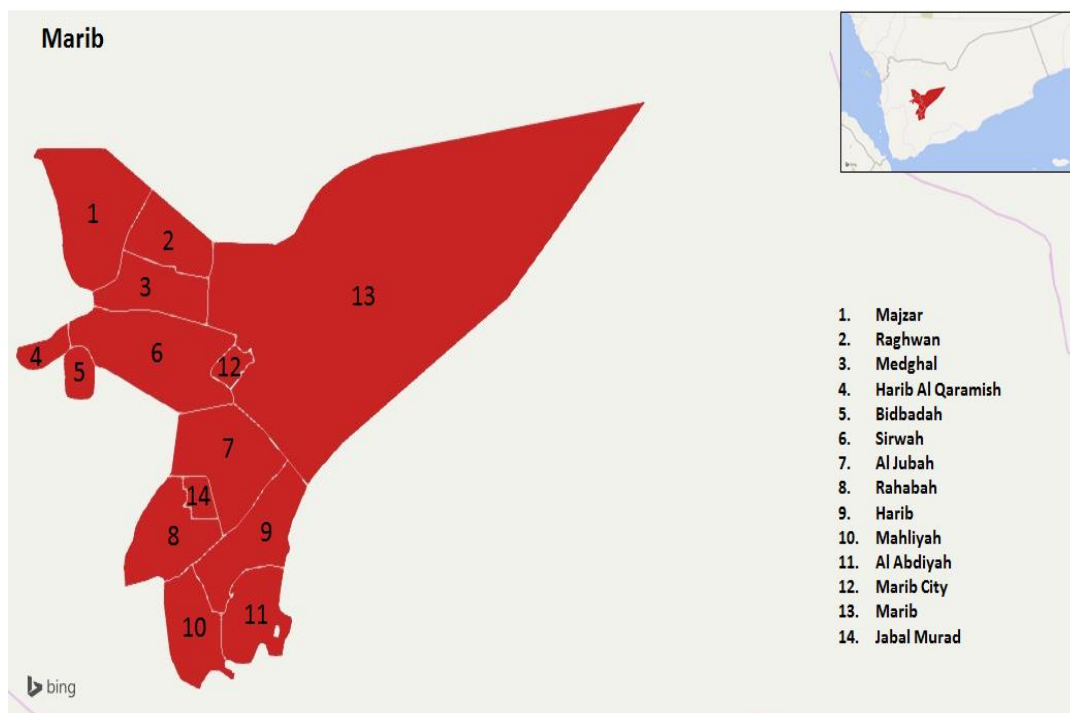 Marib
bing
1
2
3
13
4
5
6
12
7
14
8
9
10
11
1. Majzar
2. Raghwan
3. Medghal
4. Harib Al Qaramish
5. Bidbadah
6. Sirwah
7. Al Jubah
8. Rahabah
9. Harib
10. Mahliyah
11. Al Abdiyah
12. Marib City
13. Marib
14. Jabal Murad
bing